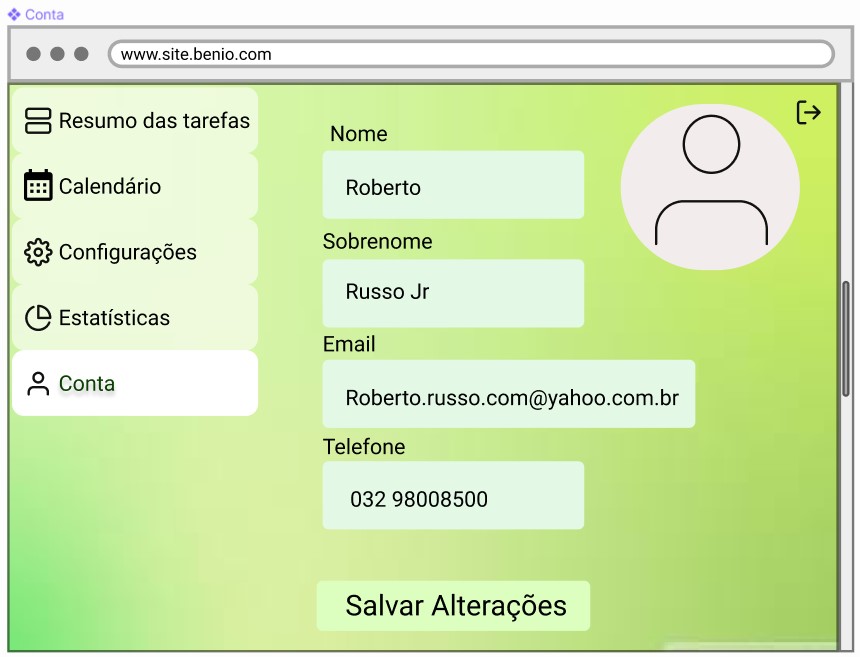 Conta
www.site.benio.com
Resumo das tarefas
Calendário
Configurações
Estatísticas
Conta
Nome
Roberto
Sobrenome
Russo Jr
Email
Roberto.russo.com@yahoo.com.br
Telefone
032 98008500
Salvar Alterações